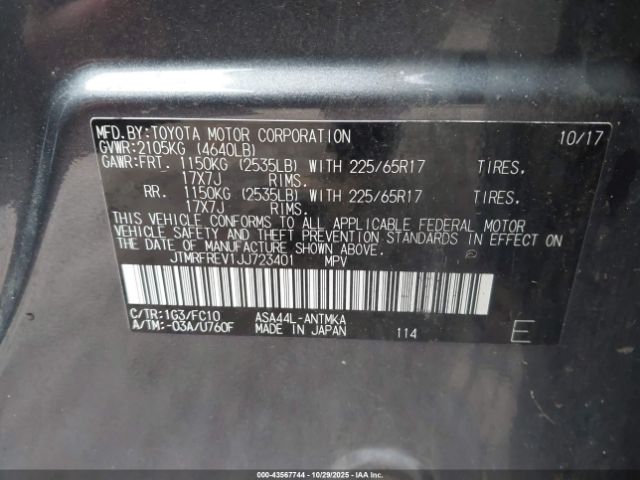 MFD.BY:TOYOTA MOTOR CORPORATION 10/17
GVWR:2105KG (4640LB)
GAWR:FRT. 1150KG (2535LB) WITH 225/65R17 TIRES.
17X7J RIMS.
RR. 1150KG (2535LB) WITH 225/65R17 TIRES.
17X7J RIMS.
THIS VEHICLE CONFORMS TO ALL APPLICABLE FEDERAL MOTOR
VEHICLE SAFETY AND THEFT PREVENTION STANDARDS IN EFFECT ON
THE DATE OF MANUFACTURE SHOWN ABOVE.
JTMRFREV1JJ723401 MPV
C/TR:1G3/FC10 ASA44L-ANTMKA
A/TM:-03A/U760F MADE IN JAPAN 114 E
000-43567744 - 10/29/2025 - IAAI.COM